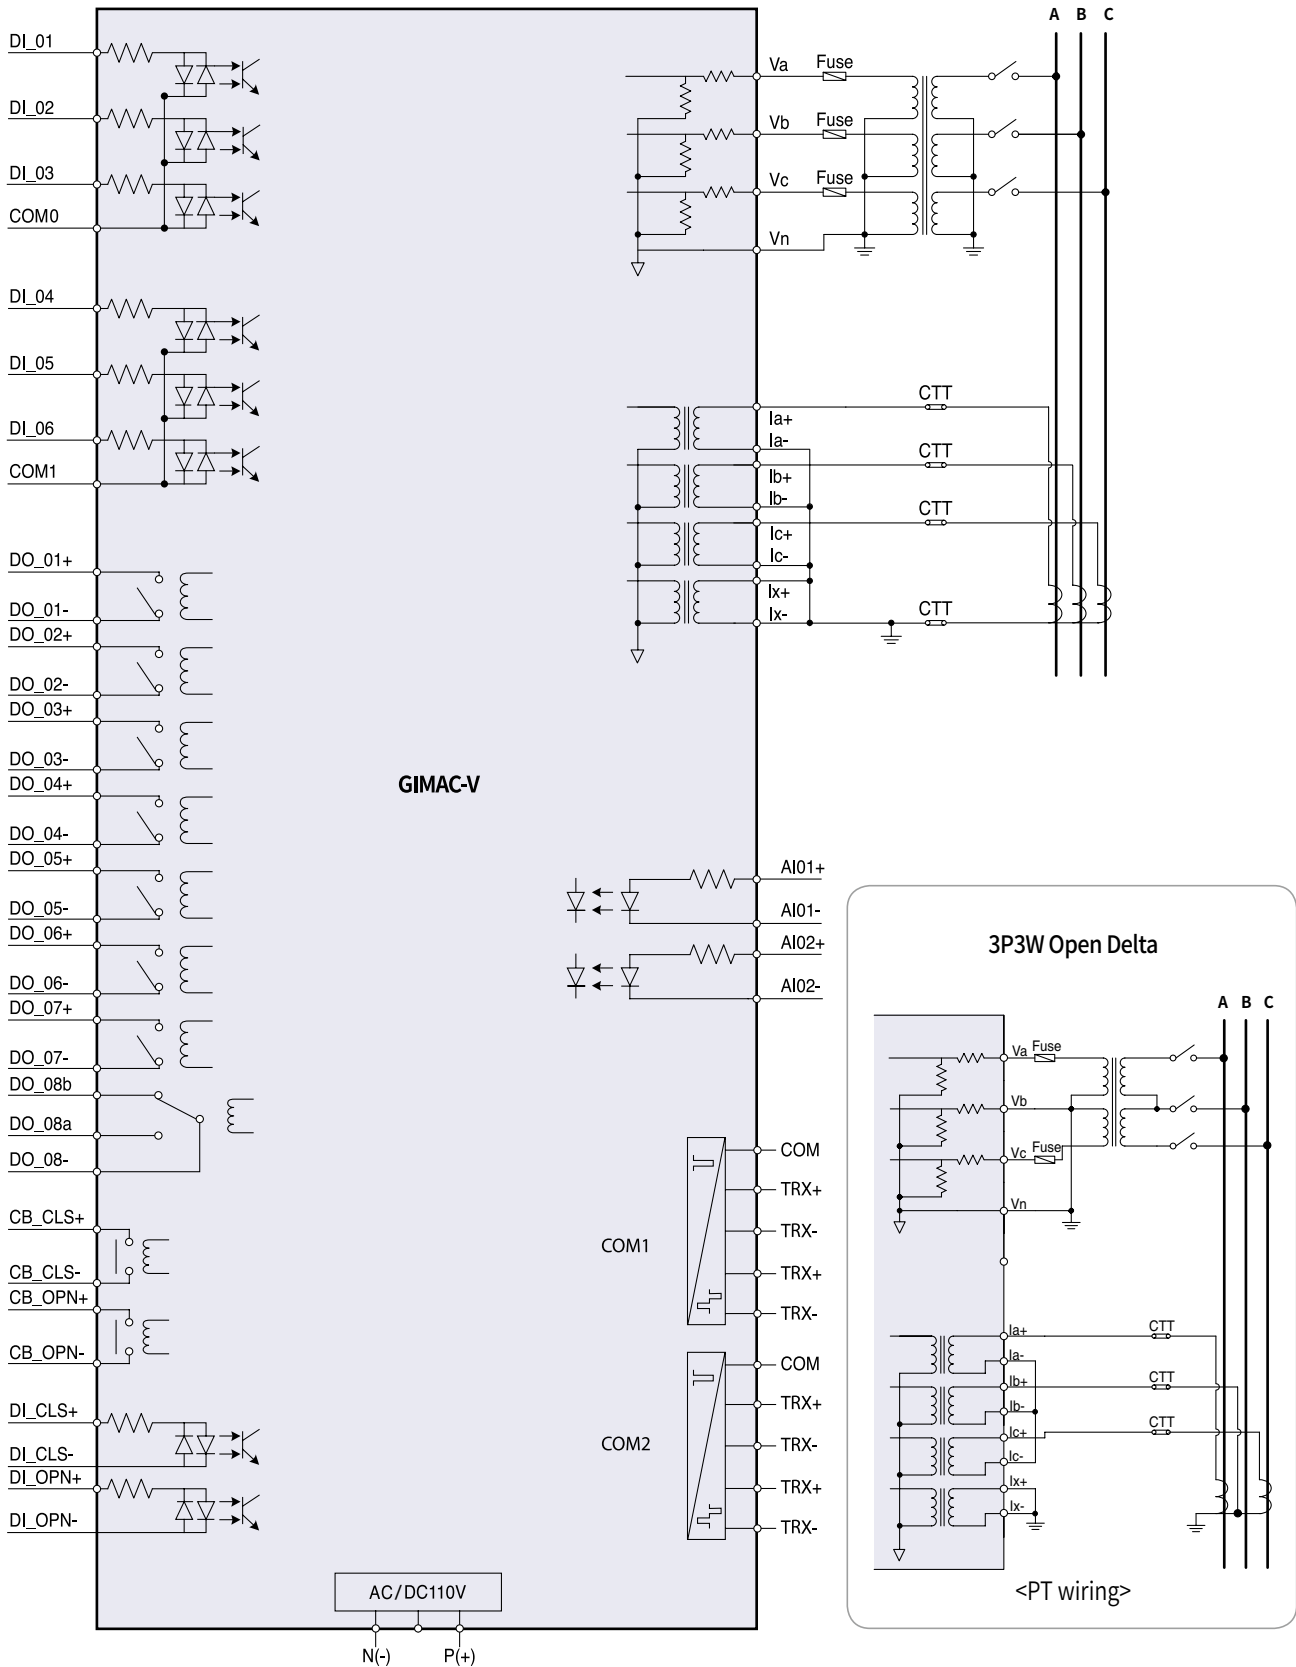 DI_01
DI_02
DI_03
COM0
DI_04
DI_05
DI_06
COM1
DO_01+
DO_01-
DO_02+
DO_02-
DO_03+
DO_03-
DO_04+
DO_04-
DO_05+
DO_05-
DO_06+
DO_06-
DO_07+
DO_07-
DO_08b
DO_08a
DO_08-
CB_CLS+
CB_CLS-
CB_OPN+
CB_OPN-
DI_CLS+
DI_CLS-
DI_OPN+
DI_OPN-
GIMAC-V
AC/DC110V
N(-) P(+)
A B C
Va Fuse
Vb Fuse
Vc Fuse
Vn
CTT
Ia+
Ia-
CTT
Ib+
Ib-
CTT
Ic+
Ic-
Ix+
Ix- CTT
AI01+
AI01-
AI02+
AI02-
COM1
COM
TRX+
TRX-
TRX+
TRX-
COM2
COM
TRX+
TRX-
TRX+
TRX-
3P3W Open Delta
A B C
Va Fuse
Vb
Vc Fuse
Vn
Ia+ CTT
Ia-
Ib+ CTT
Ib-
Ic+ CTT
Ic-
Ix+
Ix-
<PT wiring>